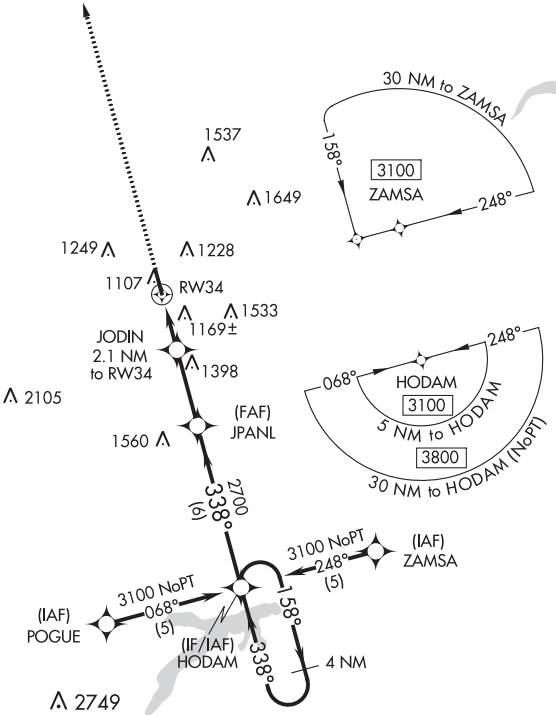 30 NM to ZAMSA
158°
3100
ZAMSA
248°
1537
1649
1249
1228
1107
RW34
1169±
1533
JODIN
2.1 NM
to RW34
1398
2105
(FAF)
JPANL
1560
248°
068°
HODAM
3100
5 NM to HODAM
3800
30 NM to HODAM (NoPT)
338°
2700
(6)
3100 NoPT
248°
(5)
(IAF)
ZAMSA
3100 NoPT
068°
(5)
(IAF)
POGUE
(IF/IAF)
HODAM
158°
338°
4 NM
2749